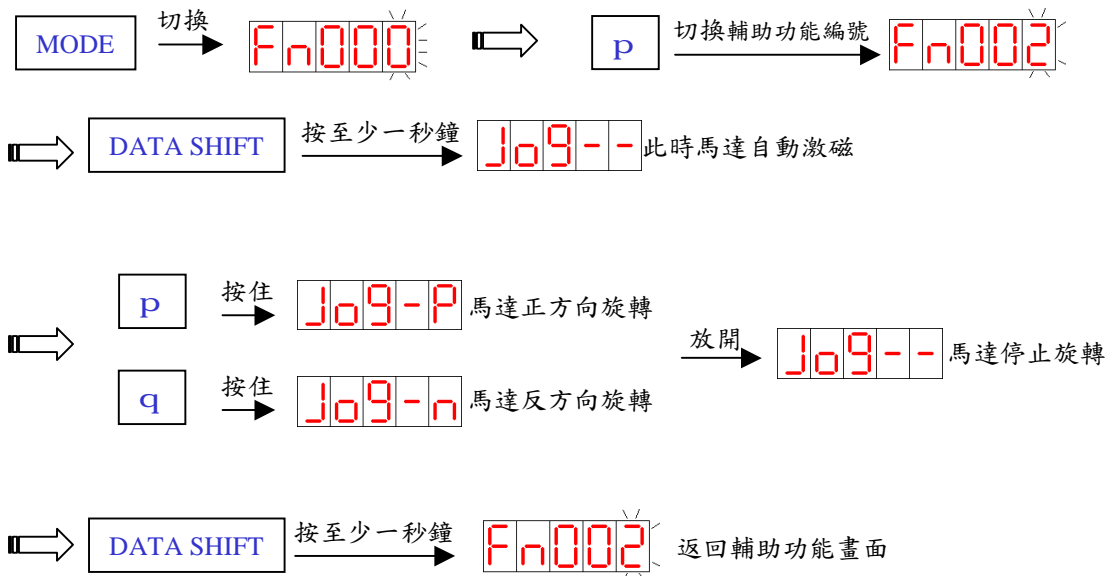 MODE 切換 Fn000 p 切換輔助功能編號 Fn002
DATA SHIFT 按至少一秒鐘 Jog-- 此時馬達自動激磁
p 按住 Jog-P 馬達正方向旋轉
放開 Jog-- 馬達停止旋轉
q 按住 Jog-n 馬達反方向旋轉
DATA SHIFT 按至少一秒鐘 Fn002 返回輔助功能畫面